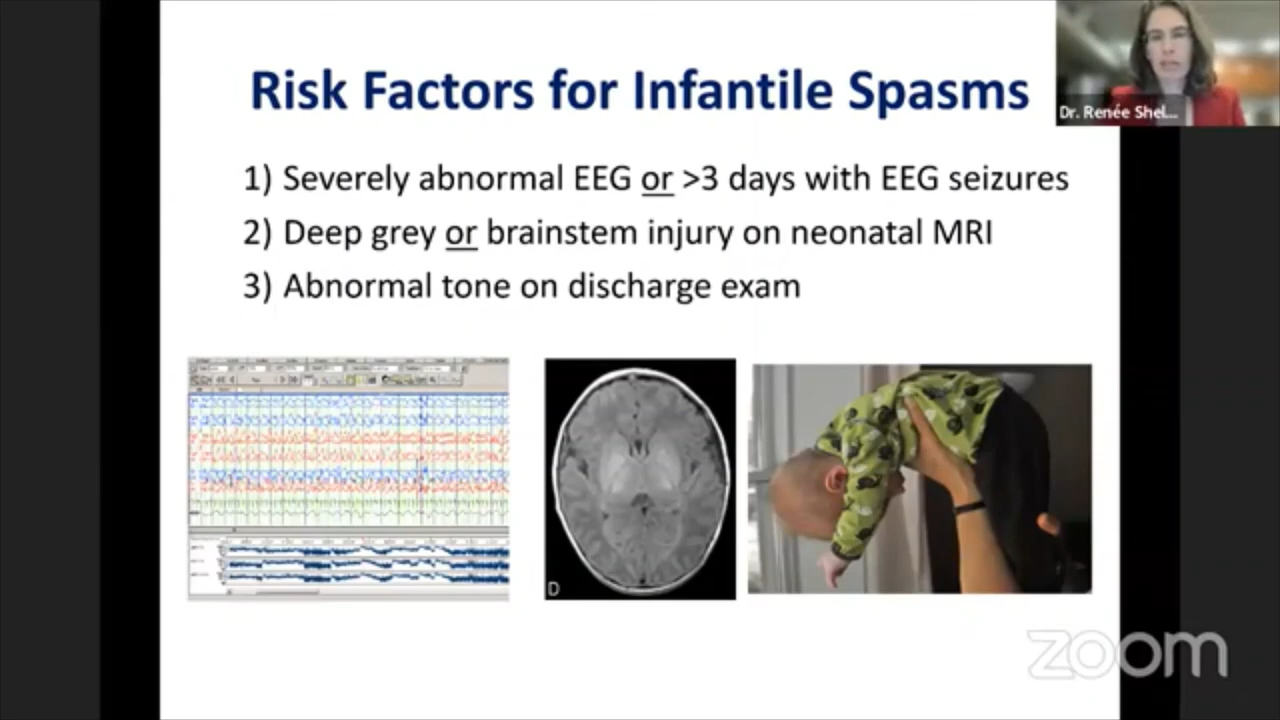 Risk Factors for Infantile Spasms
Dr. Renée Shel...
1) Severely abnormal EEG or >3 days with EEG seizures
2) Deep grey or brainstem injury on neonatal MRI
3) Abnormal tone on discharge exam
D
zoom